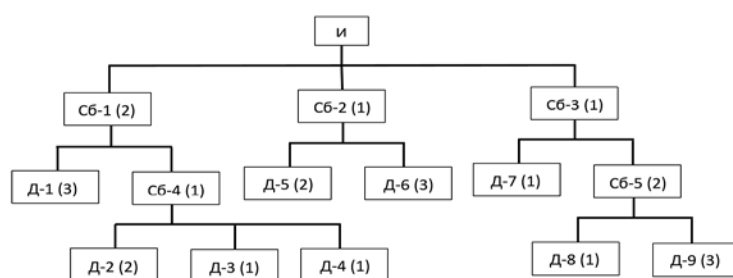 и
Сб-1 (2)
Сб-2 (1)
Сб-3 (1)
Д-1 (3)
Сб-4 (1)
Д-5 (2)
Д-6 (3)
Д-7 (1)
Сб-5 (2)
Д-2 (2)
Д-3 (1)
Д-4 (1)
Д-8 (1)
Д-9 (3)